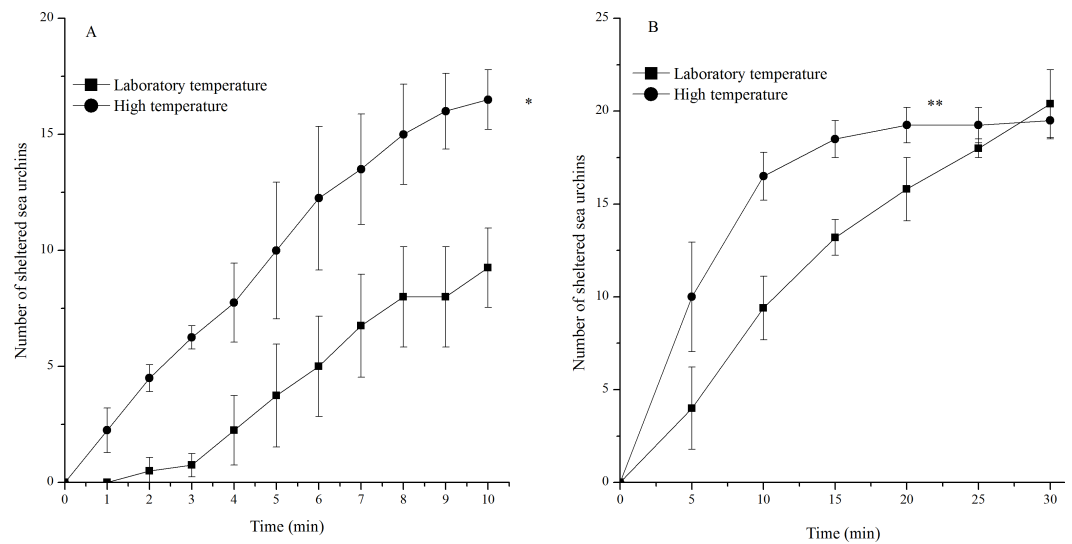 A
Laboratory temperature
High temperature
Number of sheltered sea urchins
20
15
10
5
0
*
0 1 2 3 4 5 6 7 8 9 10
Time (min)
B
Laboratory temperature
High temperature
Number of sheltered sea urchins
25
20
15
10
5
0
**
0 5 10 15 20 25 30
Time (min)